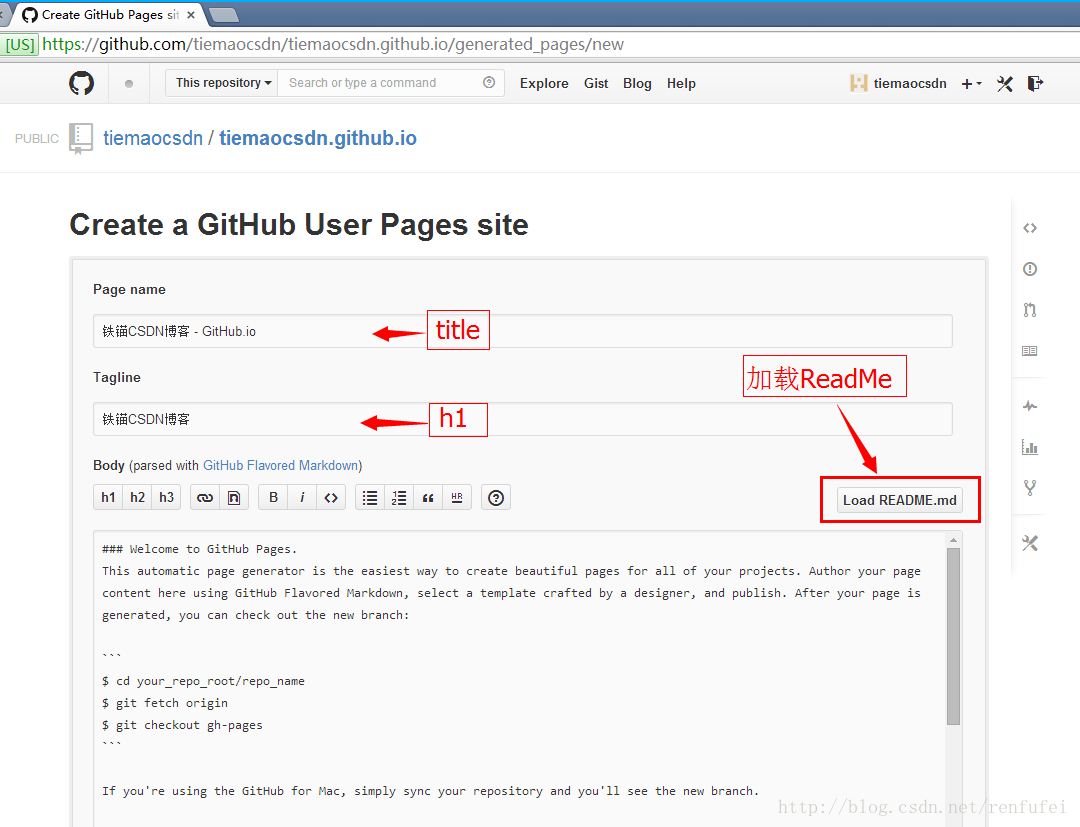 Create GitHub Pages sit
[US] https://github.com/tiemaocsdn/tiemaocsdn.github.io/generated_pages/new
This repository Search or type a command Explore Gist Blog Help tiemaocsdn
PUBLIC tiemaocsdn / tiemaocsdn.github.io
Create a GitHub User Pages site
Page name
铁锚CSDN博客 - GitHub.io
title
加载ReadMe
Tagline
铁锚CSDN博客
h1
Body (parsed with GitHub Flavored Markdown)
h1 h2 h3 B i HR
Load README.md
### Welcome to GitHub Pages.
This automatic page generator is the easiest way to create beautiful pages for all of your projects. Author your page
content here using GitHub Flavored Markdown, select a template crafted by a designer, and publish. After your page is
generated, you can check out the new branch:
```
$ cd your_repo_root/repo_name
$ git fetch origin
$ git checkout gh-pages
```
If you're using the GitHub for Mac, simply sync your repository and you'll see the new branch.
http://blog.csdn.net/renfufei